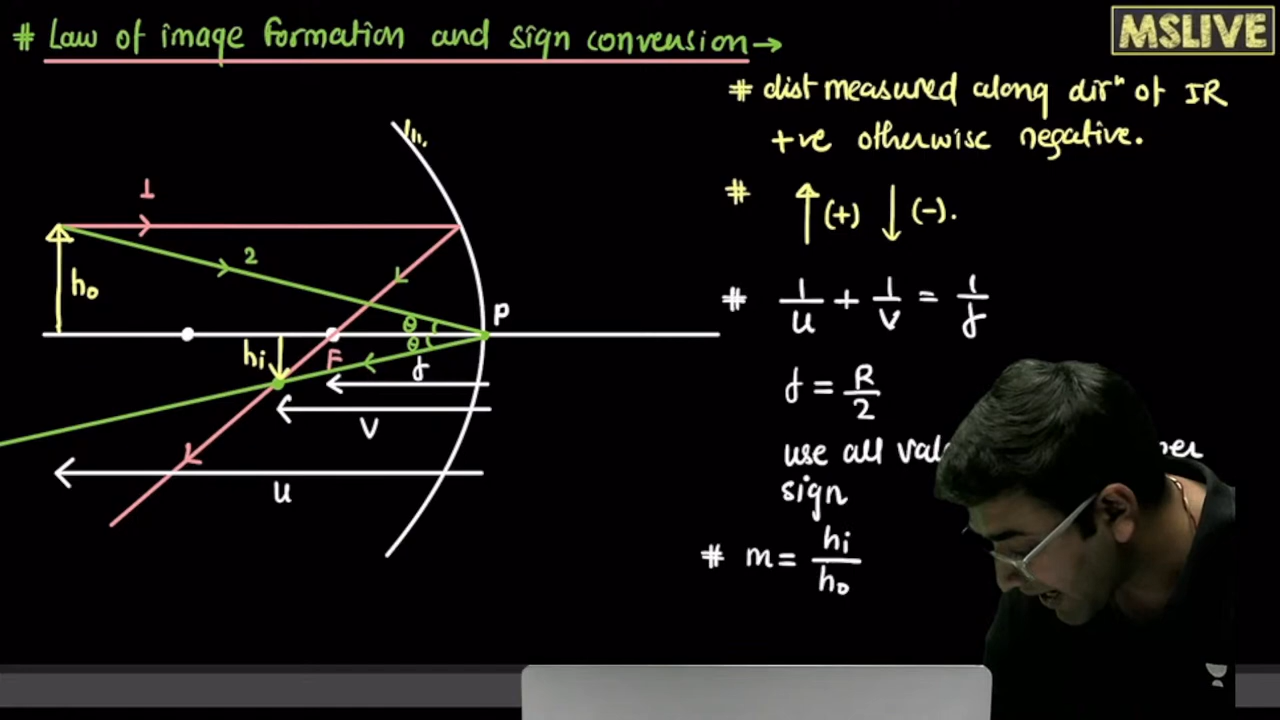 # Law of image formation and sign convension→
MSLIVE
# dist measured along dirⁿ of IR
+ve otherwise negative.
# ↑(+) ↓(-).
# 1/u + 1/v = 1/f
f = R/2
use all
sign
# m = hi/ho
1
2
ho
P
θ
θ
hi
F
f
v
u